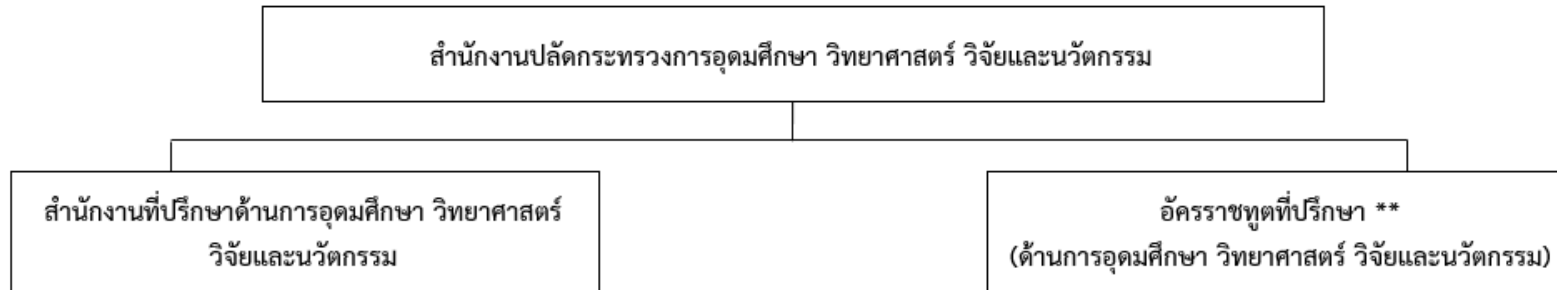 สำนักงานปลัดกระทรวงการอุดมศึกษา วิทยาศาสตร์ วิจัยและนวัตกรรม
สำนักงานที่ปรึกษาด้านการอุดมศึกษา วิทยาศาสตร์
วิจัยและนวัตกรรม
อัครราชทูตที่ปรึกษา **
(ด้านการอุดมศึกษา วิทยาศาสตร์ วิจัยและนวัตกรรม)